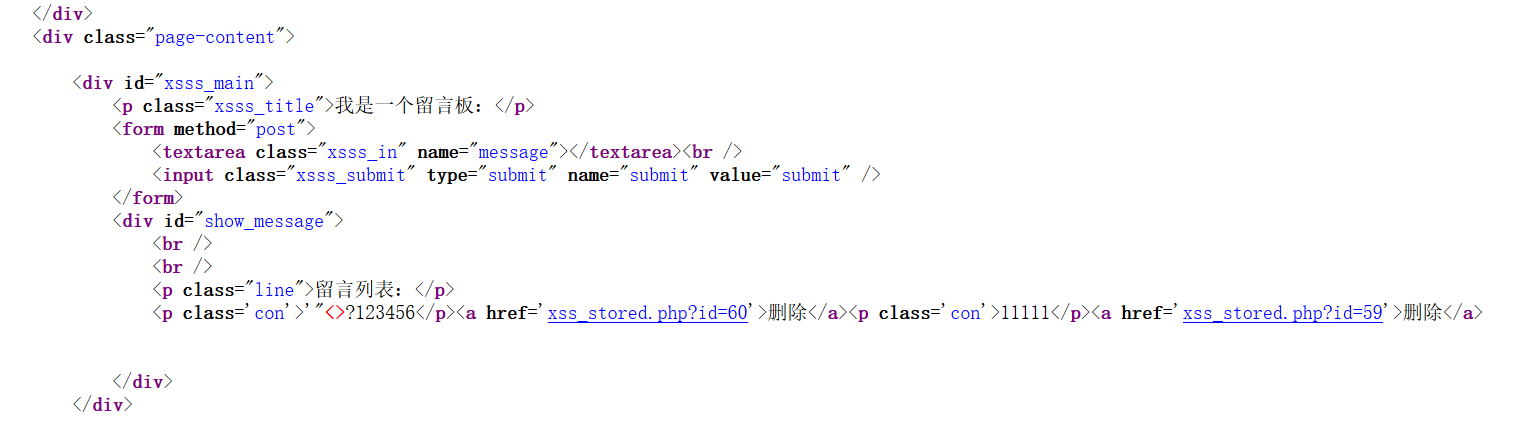 </div>
<div class="page-content">
<div id="xsss_main">
<p class="xsss_title">我是一个留言板：</p>
<form method="post">
<textarea class="xsss_in" name="message"></textarea><br />
<input class="xsss_submit" type="submit" name="submit" value="submit" />
</form>
<div id="show_message">
<br />
<br />
<p class="line">留言列表：</p>
<p class='con'>'"<>?123456</p><a href='xss_stored.php?id=60'>删除</a><p class='con'>11111</p><a href='xss_stored.php?id=59'>删除</a>
</div>
</div>